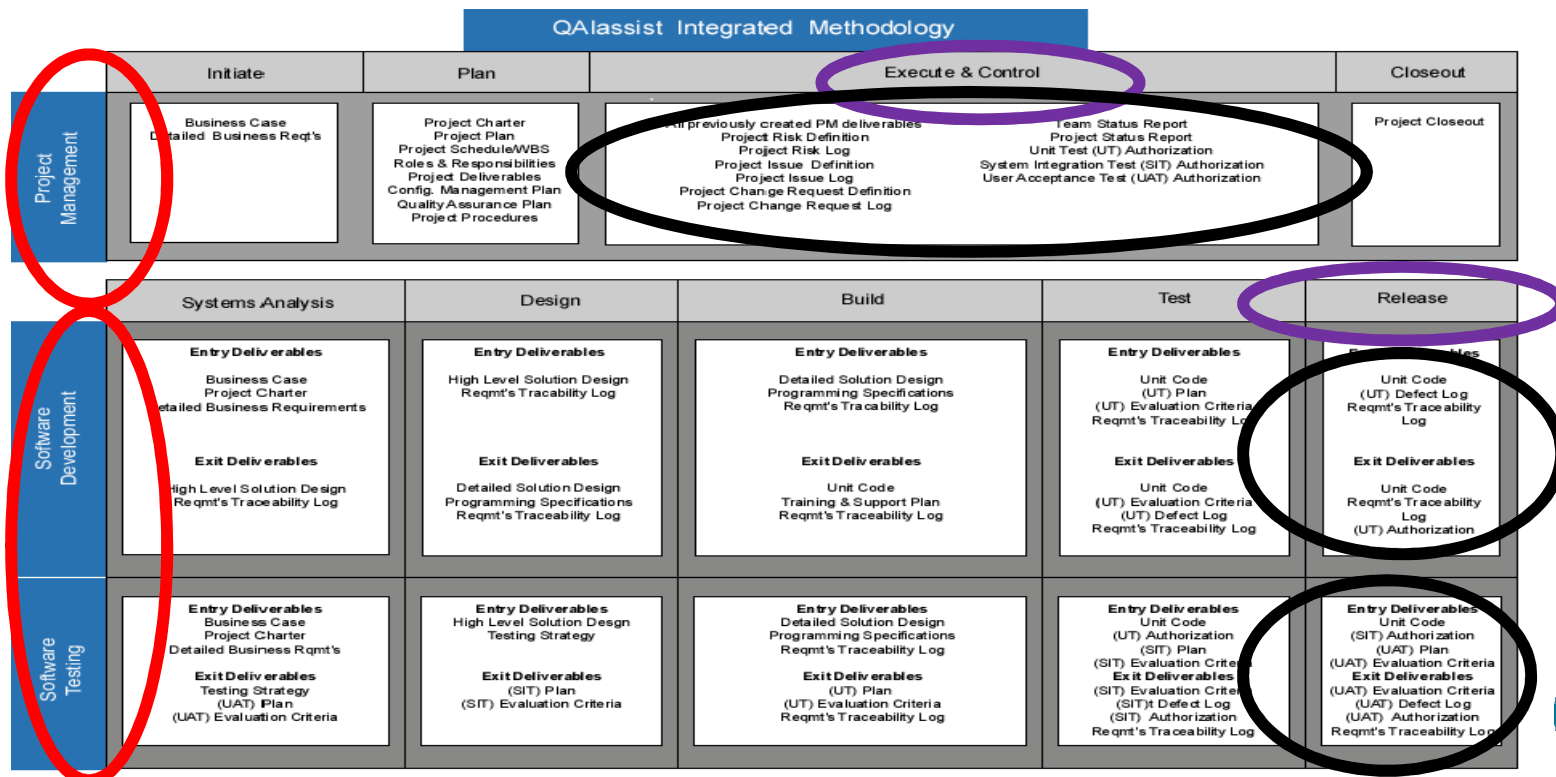 QAIassist Integrated Methodology
Initiate
Plan
Execute & Control
Closeout
Project
Management
Business Case
Detailed Business Reqt's
Project Charter
Project Plan
Project Schedule/WBS
Roles & Responsibilities
Project Deliverables
Config. Management Plan
Quality Assurance Plan
Project Procedures
All previously created PM deliverables
Project Risk Definition
Project Risk Log
Project Issue Definition
Project Issue Log
Project Change Request Definition
Project Change Request Log
Team Status Report
Project Status Report
Unit Test (UT) Authorization
System Integration Test (SIT) Authorization
User Acceptance Test (UAT) Authorization
Project Closeout
Systems Analysis
Design
Build
Test
Release
Software
Development
Entry Deliverables
Business Case
Project Charter
Detailed Business Requirements
Exit Deliverables
High Level Solution Design
Reqmt's Traceability Log
Entry Deliverables
High Level Solution Design
Reqmt's Tracability Log
Exit Deliverables
Detailed Solution Design
Programming Specifications
Reqmt's Traceability Log
Entry Deliverables
Detailed Solution Design
Programming Specifications
Reqmt's Tracability Log
Exit Deliverables
Unit Code
Training & Support Plan
Reqmt's Traceability Log
Entry Deliverables
Unit Code
(UT) Plan
(UT) Evaluation Criteria
Reqmt's Traceability Log
Exit Deliverables
Unit Code
(UT) Evaluation Criteria
(UT) Defect Log
Reqmt's Traceability Log
Entry Deliverables
Unit Code
(UT) Defect Log
Reqmt's Traceability
Log
Exit Deliverables
Unit Code
Reqmt's Traceability
Log
(UT) Authorization
Software
Testing
Entry Deliverables
Business Case
Project Charter
Detailed Business Rqmt's
Exit Deliverables
Testing Strategy
(UAT) Plan
(UAT) Evaluation Criteria
Entry Deliverables
High Level Solution Design
Testing Strategy
Exit Deliverables
(SIT) Plan
(SIT) Evaluation Criteria
Entry Deliverables
Detailed Solution Design
Programming Specifications
Reqmt's Traceability Log
Exit Deliverables
(UT) Plan
(UT) Evaluation Criteria
Reqmt's Traceability Log
Entry Deliverables
Unit Code
(UT) Authorization
(SIT) Plan
(SIT) Evaluation Criteria
Exit Deliverables
(SIT) Evaluation Criteria
(SIT)t Defect Log
(SIT) Authorization
Reqmt's Traceability Log
Entry Deliverables
Unit Code
(SIT) Authorization
(UAT) Plan
(UAT) Evaluation Criteria
Exit Deliverables
(UAT) Evaluation Criteria
(UAT) Defect Log
(UAT) Authorization
Reqmt's Traceability Log